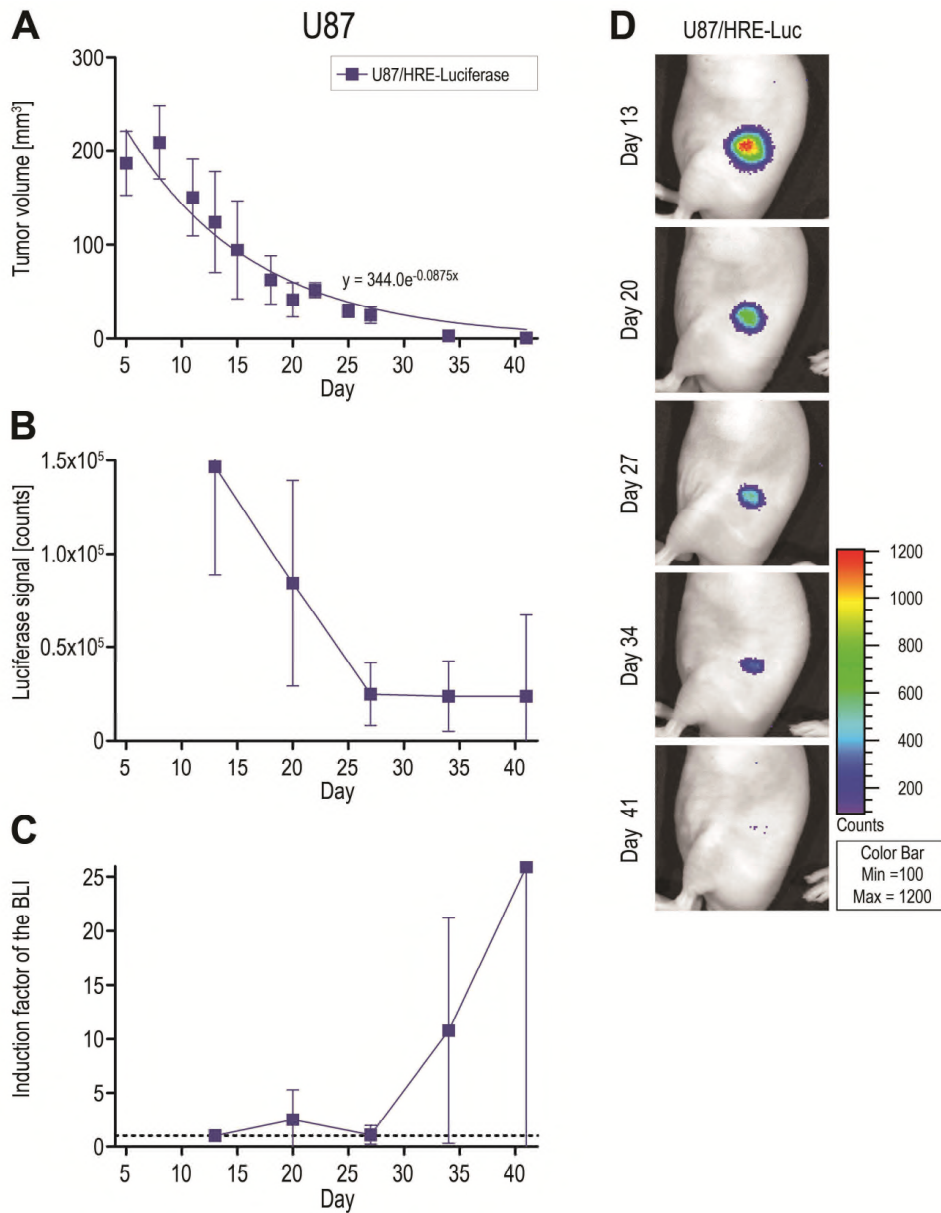 A
U87
300
200
100
0
Tumor volume [mm³]
U87/HRE-Luciferase
y = 344.0e^-0.0875x
5 10 15 20 25 30 35 40
Day
B
1.5x10⁵
1.0x10⁵
0.5x10⁵
0
Luciferase signal [counts]
5 10 15 20 25 30 35 40
Day
C
25
20
15
10
5
0
Induction factor of the BLI
5 10 15 20 25 30 35 40
Day
D
U87/HRE-Luc
Day 13
Day 20
Day 27
Day 34
Day 41
1200
1000
800
600
400
200
Counts
Color Bar
Min =100
Max = 1200